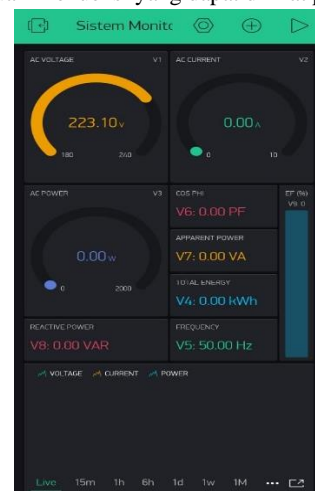 Sistem Monitc
AC VOLTAGE V1
223.10 V
180 240
AC CURRENT V2
0.00 A
0 10
AC POWER V3
0.00 W
0 2000
COS PHI
V6: 0.00 PF
EF (%)
V9: 0
APPARENT POWER
V7: 0.00 VA
TOTAL ENERGY
V4: 0.00 kWh
REACTIVE POWER
V8: 0.00 VAR
FREQUENCY
V5: 50.00 Hz
VOLTAGE CURRENT POWER
Live 15m 1h 6h 1d 1w 1M ...